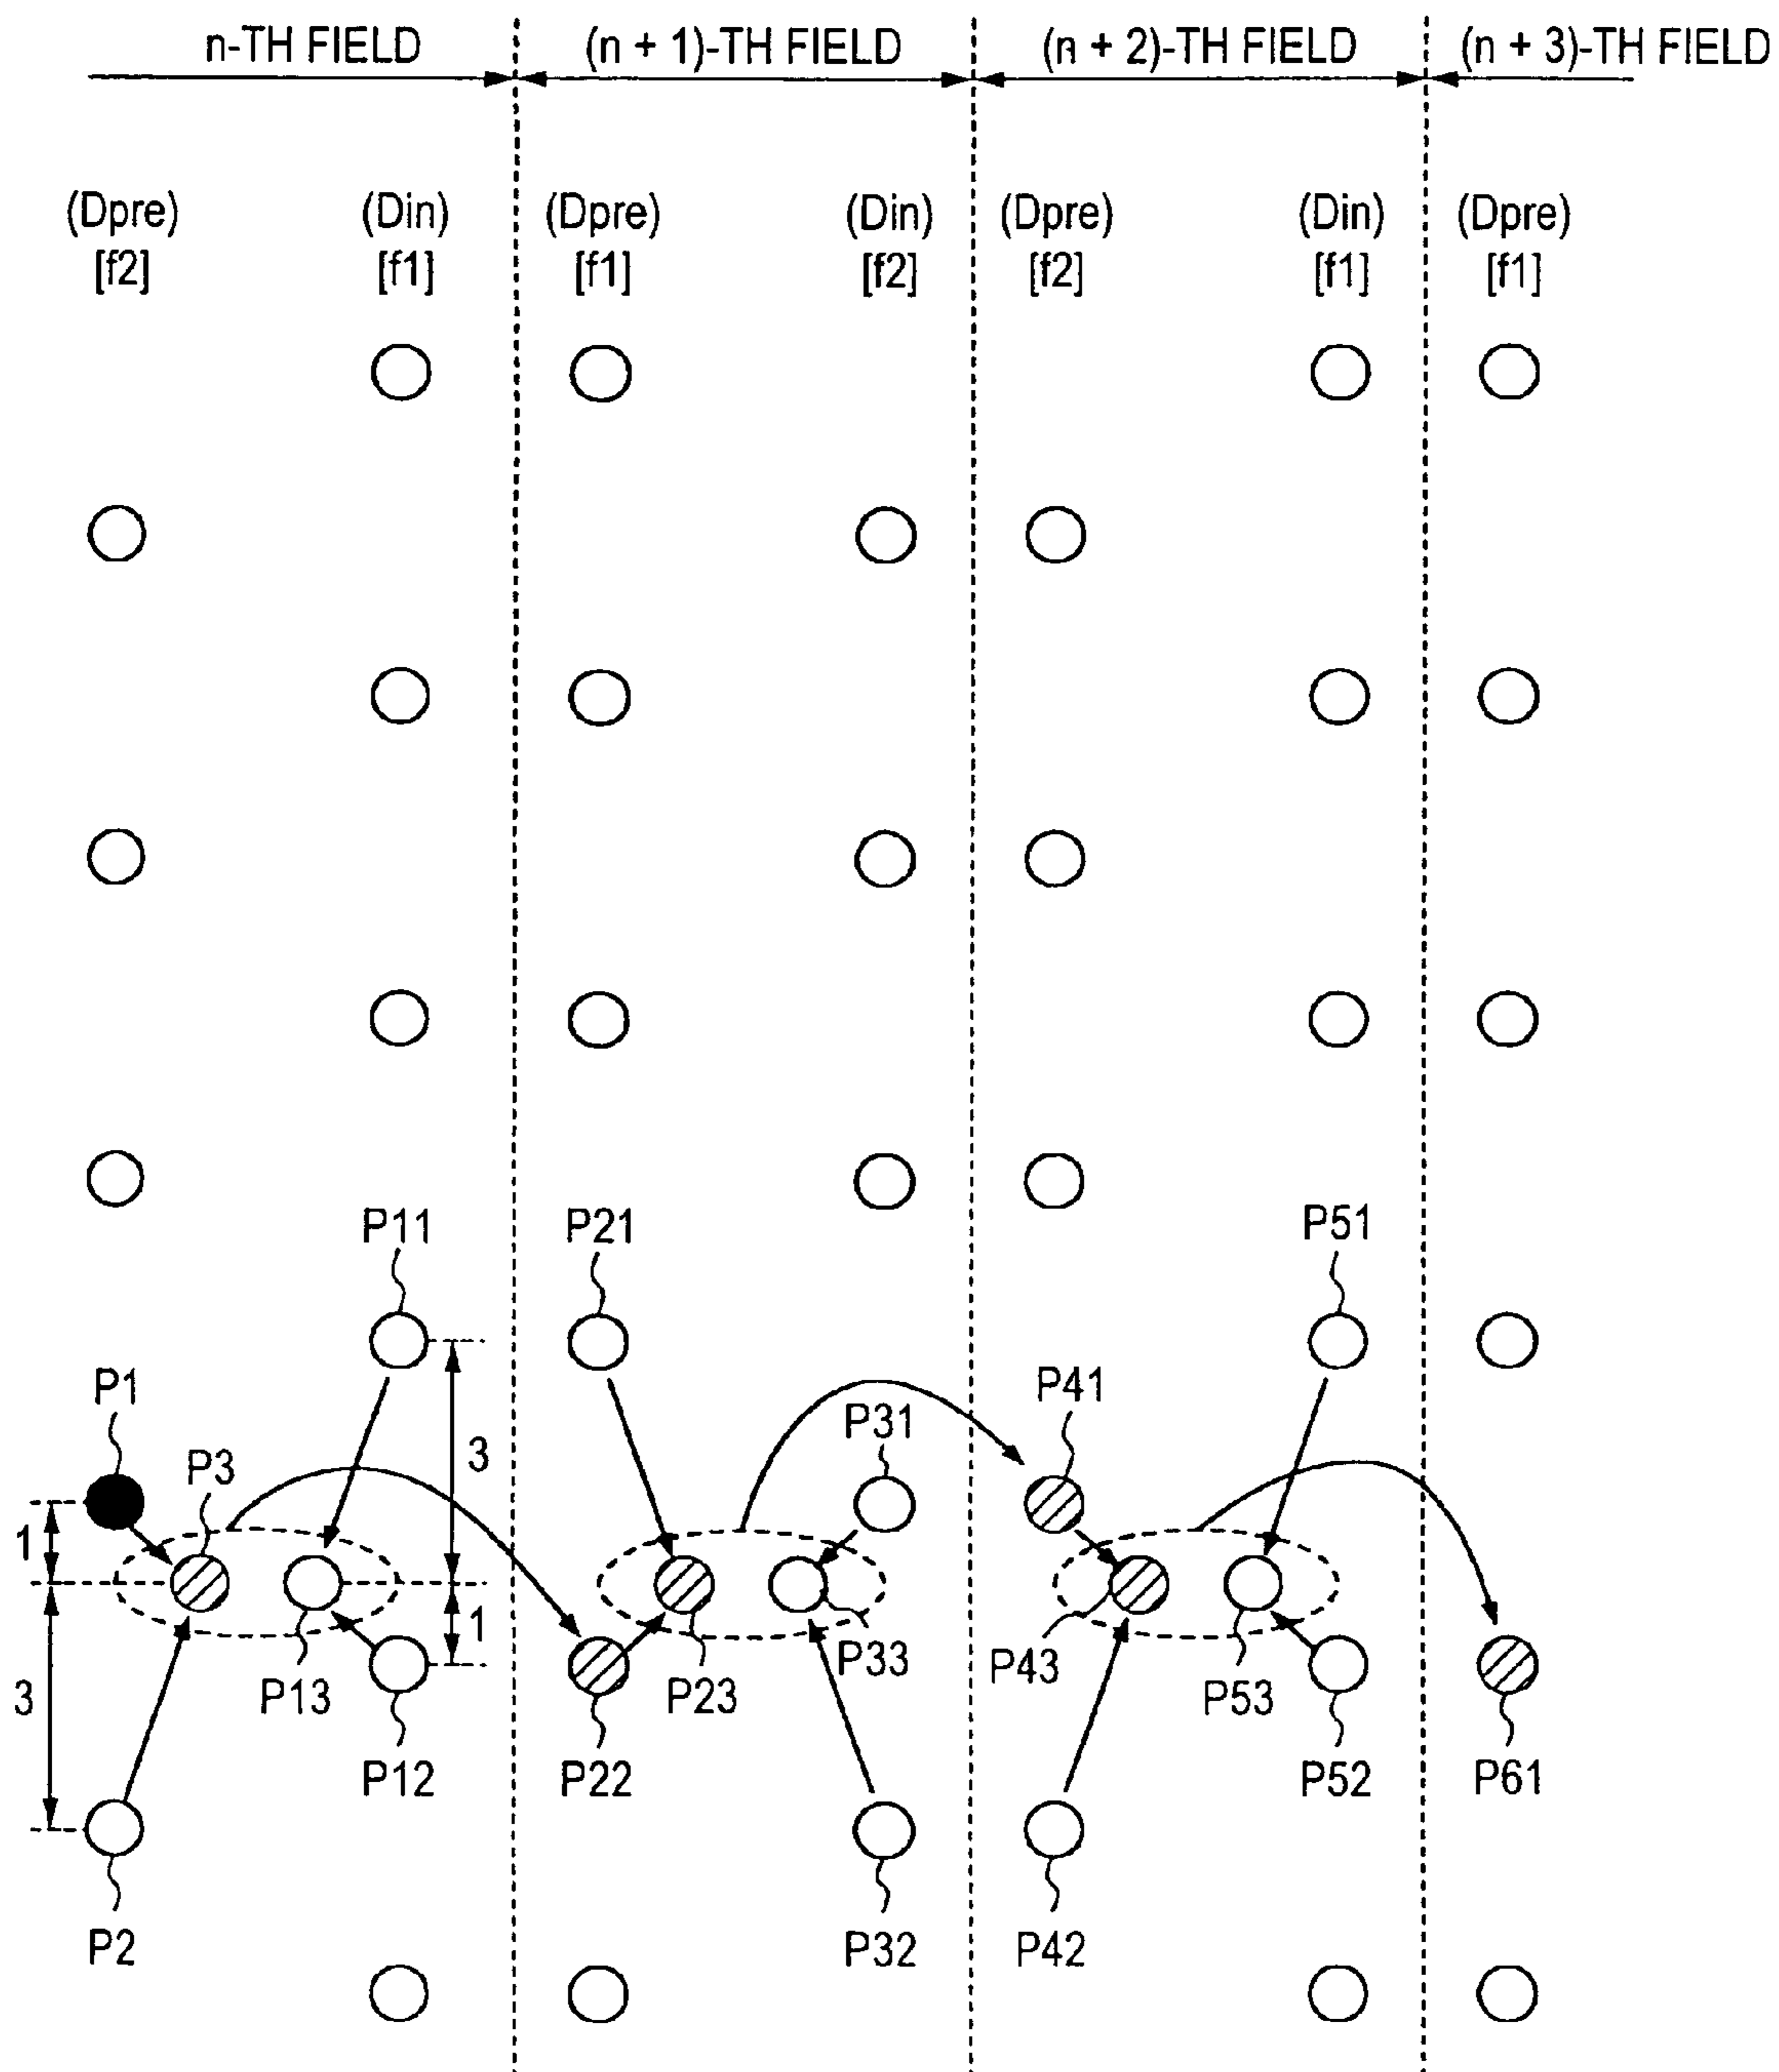 n-TH FIELD (n + 1)-TH FIELD (n + 2)-TH FIELD (n + 3)-TH FIELD
(Dpre) (Din) (Dpre) (Din) (Dpre) (Din) (Dpre)
[f2] [f1] [f1] [f2] [f2] [f1] [f1]
P11 P21 P51
P1 P41
P31
P3 3
1
1
P33 P43
3 P13 P23 P53
P12 P22 P52 P61
P2 P32 P42